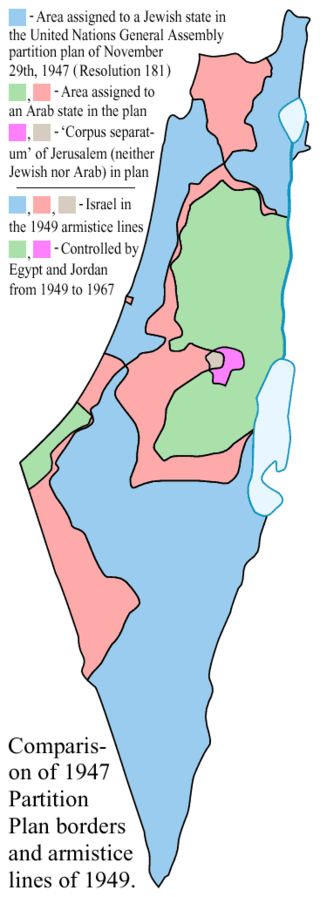 - Area assigned to a Jewish state in
the United Nations General Assembly
partition plan of November
29th, 1947 (Resolution 181)
, - Area assigned to
an Arab state in the plan
, - ‘Corpus separat-
um’ of Jerusalem (neither
Jewish nor Arab) in plan
, , - Israel in
the 1949 armistice lines
, - Controlled by
Egypt and Jordan
from 1949 to 1967
Comparis-
on of 1947
Partition
Plan borders
and armistice
lines of 1949.